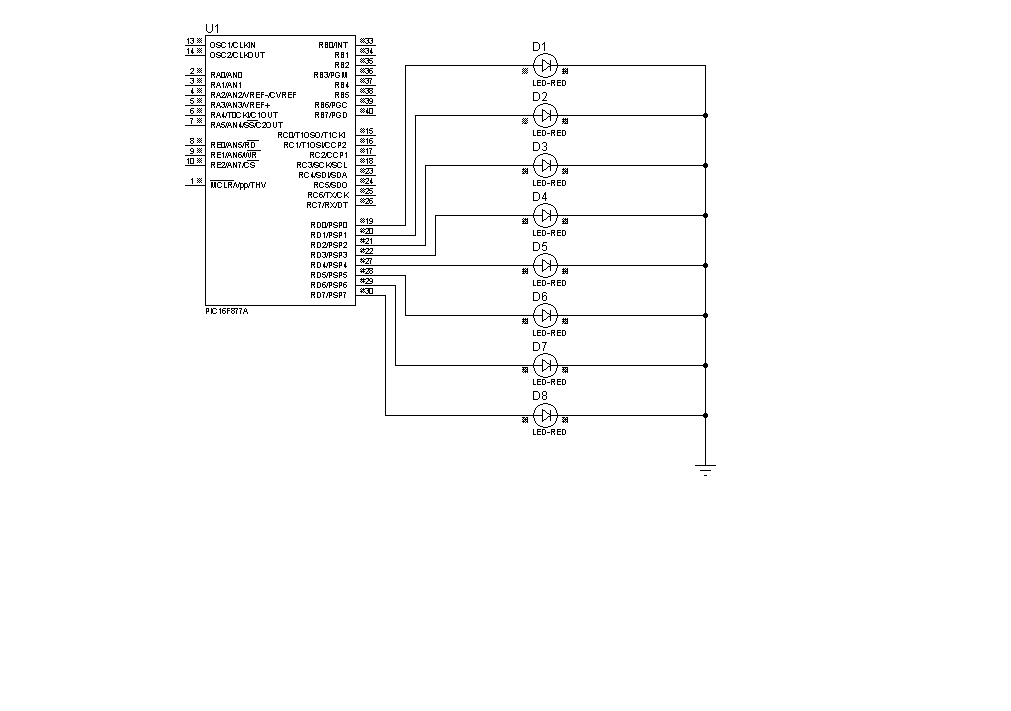 U1
13 OSC1/CLKIN
14 OSC2/CLKOUT
2 RA0/AN0
3 RA1/AN1
4 RA2/AN2/VREF-/CVREF
5 RA3/AN3/VREF+
6 RA4/T0CKI/C1OUT
7 RA5/AN4/SS/C2OUT
8 RE0/AN5/RD
9 RE1/AN6/WR
10 RE2/AN7/CS
1 MCLR/Vpp/THV
RB0/INT 33
RB1 34
RB2 35
RB3/PGM 36
RB4 37
RB5 38
RB6/PGC 39
RB7/PGD 40
RC0/T1OSO/T1CKI 15
RC1/T1OSI/CCP2 16
RC2/CCP1 17
RC3/SCK/SCL 18
RC4/SDI/SDA 23
RC5/SDO 24
RC6/TX/CK 25
RC7/RX/DT 26
RD0/PSP0 19
RD1/PSP1 20
RD2/PSP2 21
RD3/PSP3 22
RD4/PSP4 27
RD5/PSP5 28
RD6/PSP6 29
RD7/PSP7 30
PIC16F877A
D1
LED-RED
D2
LED-RED
D3
LED-RED
D4
LED-RED
D5
LED-RED
D6
LED-RED
D7
LED-RED
D8
LED-RED